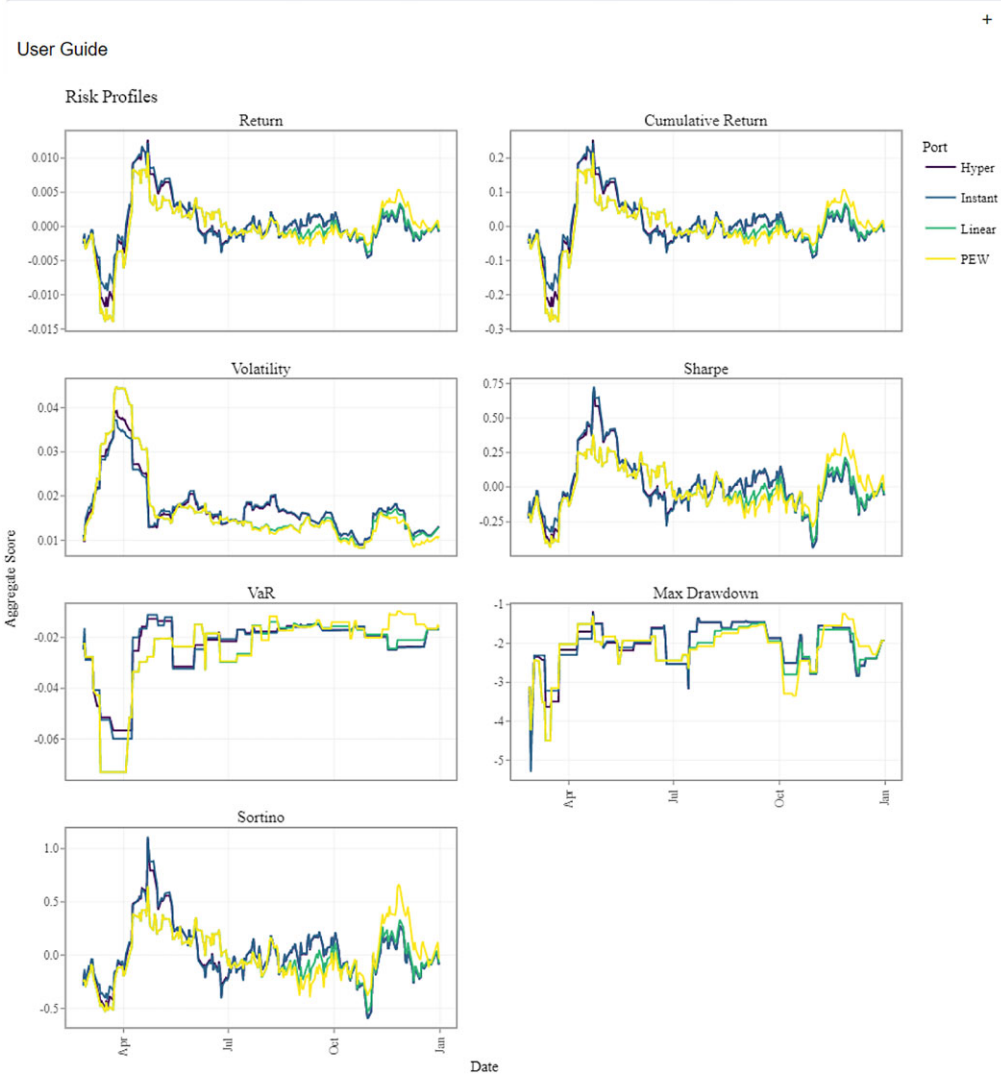 +
User Guide
Risk Profiles
Return
Cumulative Return
0.010
0.005
0.000
-0.005
-0.010
-0.015
0.2
0.1
0.0
-0.1
-0.2
-0.3
Port
Hyper
Instant
Linear
PEW
Volatility
Sharpe
0.04
0.03
0.02
0.01
0.75
0.50
0.25
0.00
-0.25
Aggregate Score
VaR
Max Drawdown
-0.02
-0.04
-0.06
-1
-2
-3
-4
-5
Apr
Jul
Oct
Jan
Sortino
1.0
0.5
0.0
-0.5
Apr
Jul
Oct
Jan
Date